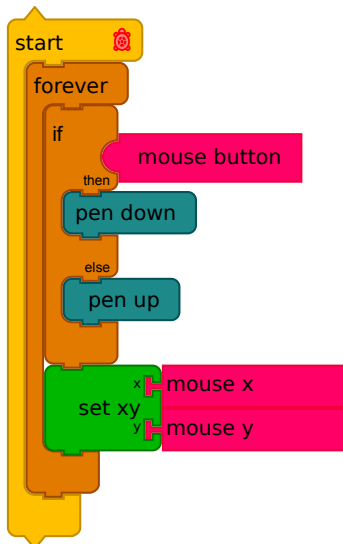 start
forever
if
mouse button
then
pen down
else
pen up
x mouse x
set xy
y mouse y